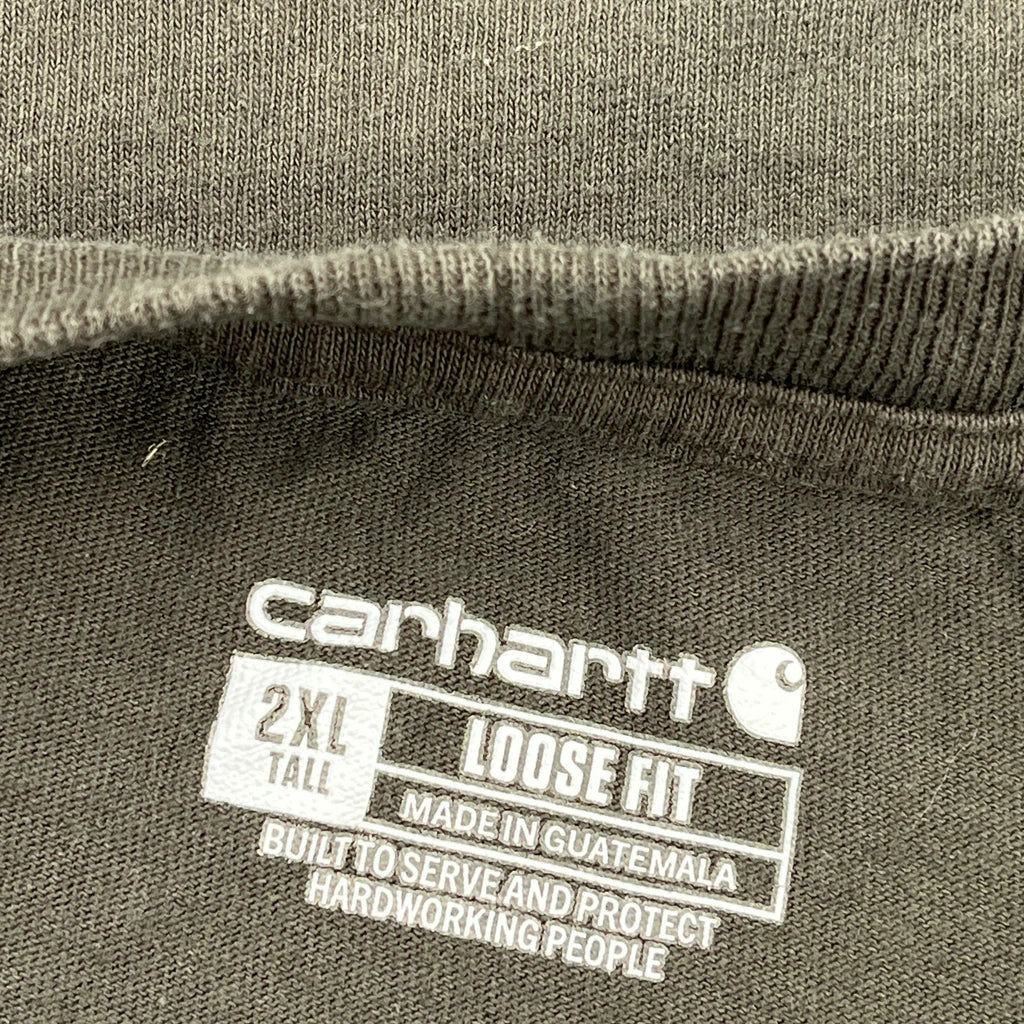 carhartt
2XL
TALL
LOOSE FIT
MADE IN GUATEMALA
BUILT TO SERVE AND PROTECT
HARDWORKING PEOPLE